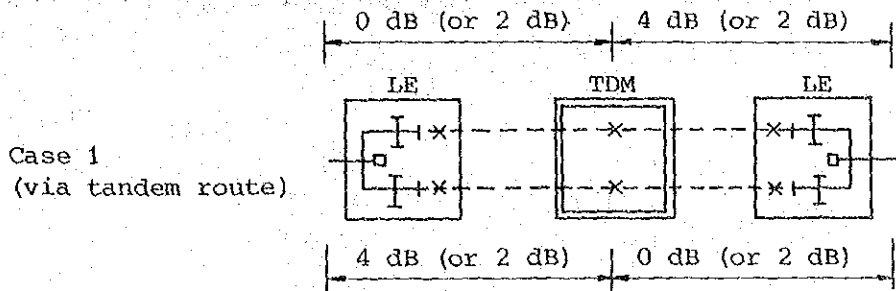 0 dB (or 2 dB) 4 dB (or 2 dB)
LE TDM LE
Case 1
(via tandem route)
4 dB (or 2 dB) 0 dB (or 2 dB)